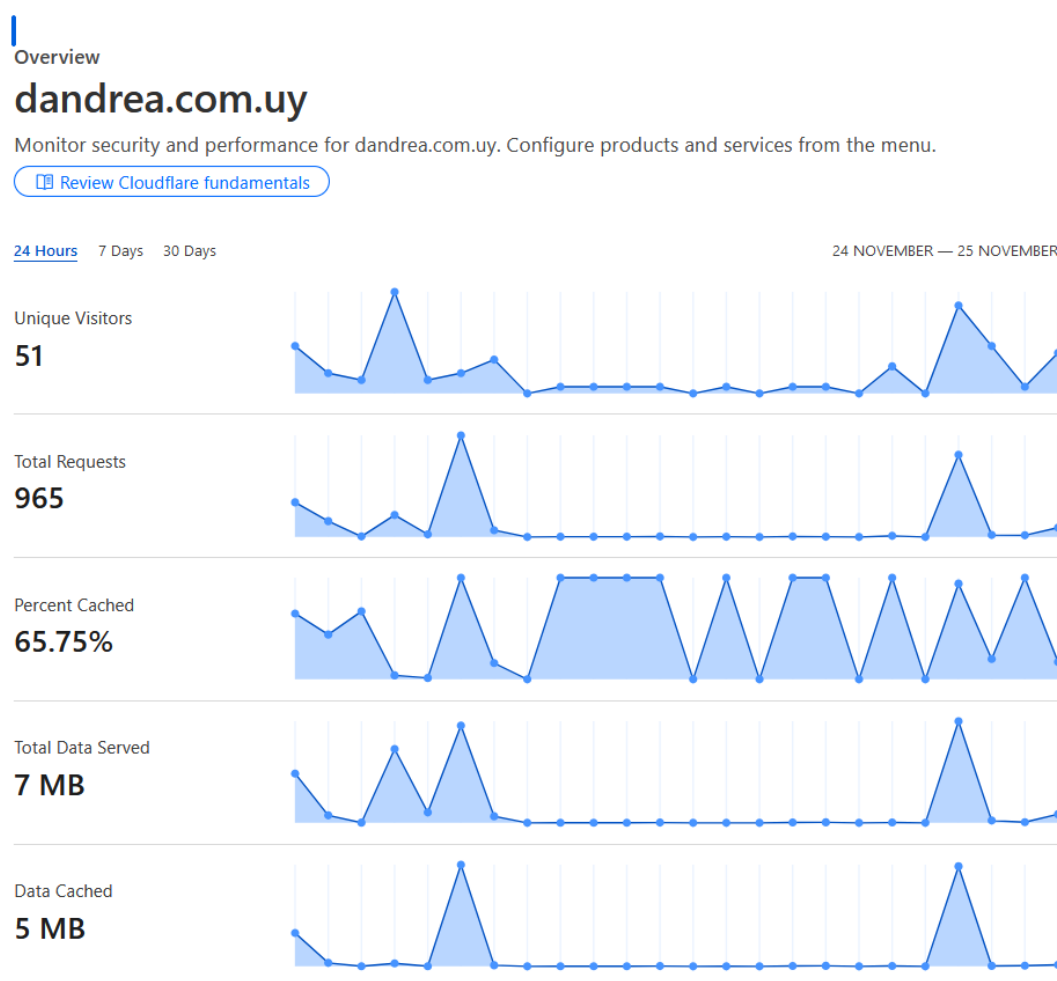 Overview
dandrea.com.uy
Monitor security and performance for dandrea.com.uy. Configure products and services from the menu.
Review Cloudflare fundamentals
24 Hours 7 Days 30 Days 24 NOVEMBER — 25 NOVEMBER
Unique Visitors
51
Total Requests
965
Percent Cached
65.75%
Total Data Served
7 MB
Data Cached
5 MB